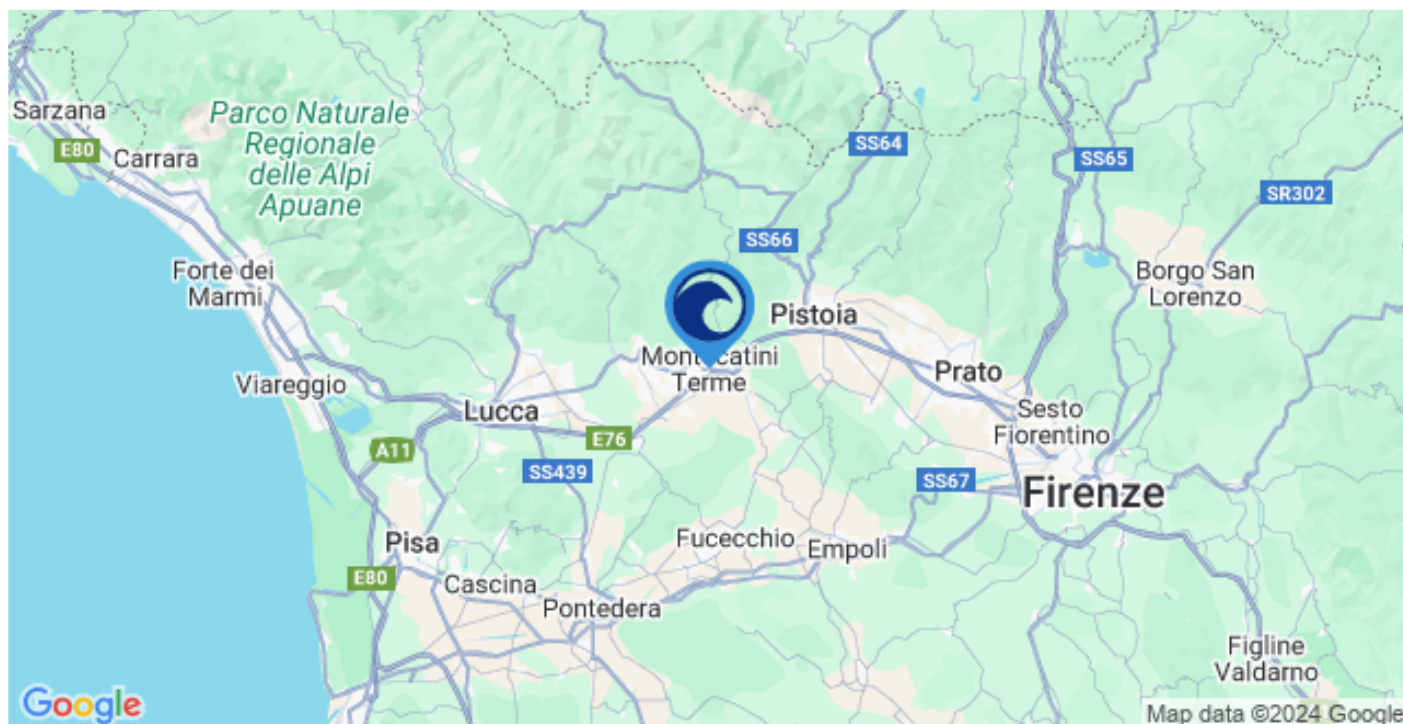 Sarzana
E80
Carrara
Parco Naturale
Regionale
delle Alpi
Apuane
SS64
SS65
SR302
SS66
Forte dei
Marmi
Borgo San
Lorenzo
Pistoia
Montecatini
Terme
Viareggio
Prato
Lucca
Sesto
Fiorentino
A11
E76
SS439
SS67
Firenze
Pisa
Fucecchio
Empoli
E80
Cascina
Pontedera
Figline
Valdarno
Google
Map data ©2024 Google